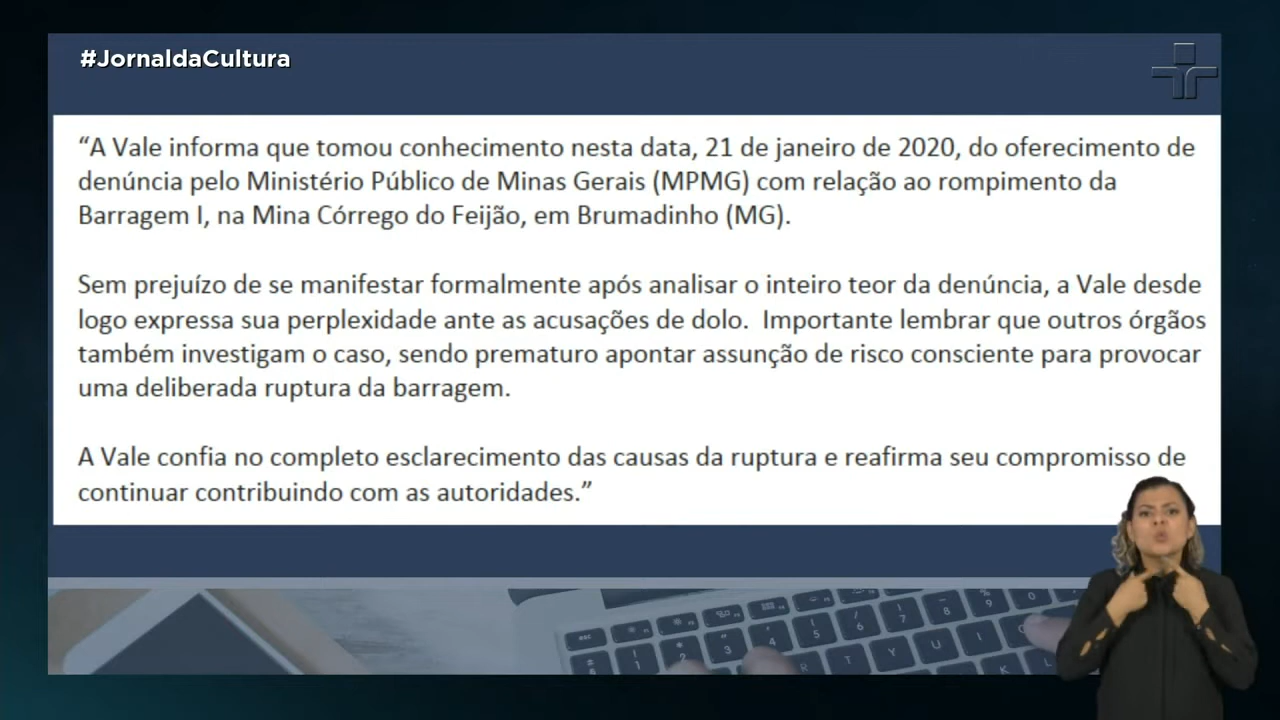 #JornaldaCultura
“A Vale informa que tomou conhecimento nesta data, 21 de janeiro de 2020, do oferecimento de
denúncia pelo Ministério Público de Minas Gerais (MPMG) com relação ao rompimento da
Barragem I, na Mina Córrego do Feijão, em Brumadinho (MG).
Sem prejuízo de se manifestar formalmente após analisar o inteiro teor da denúncia, a Vale desde
logo expressa sua perplexidade ante as acusações de dolo.  Importante lembrar que outros órgãos
também investigam o caso, sendo prematuro apontar assunção de risco consciente para provocar
uma deliberada ruptura da barragem.
A Vale confia no completo esclarecimento das causas da ruptura e reafirma seu compromisso de
continuar contribuindo com as autoridades.”